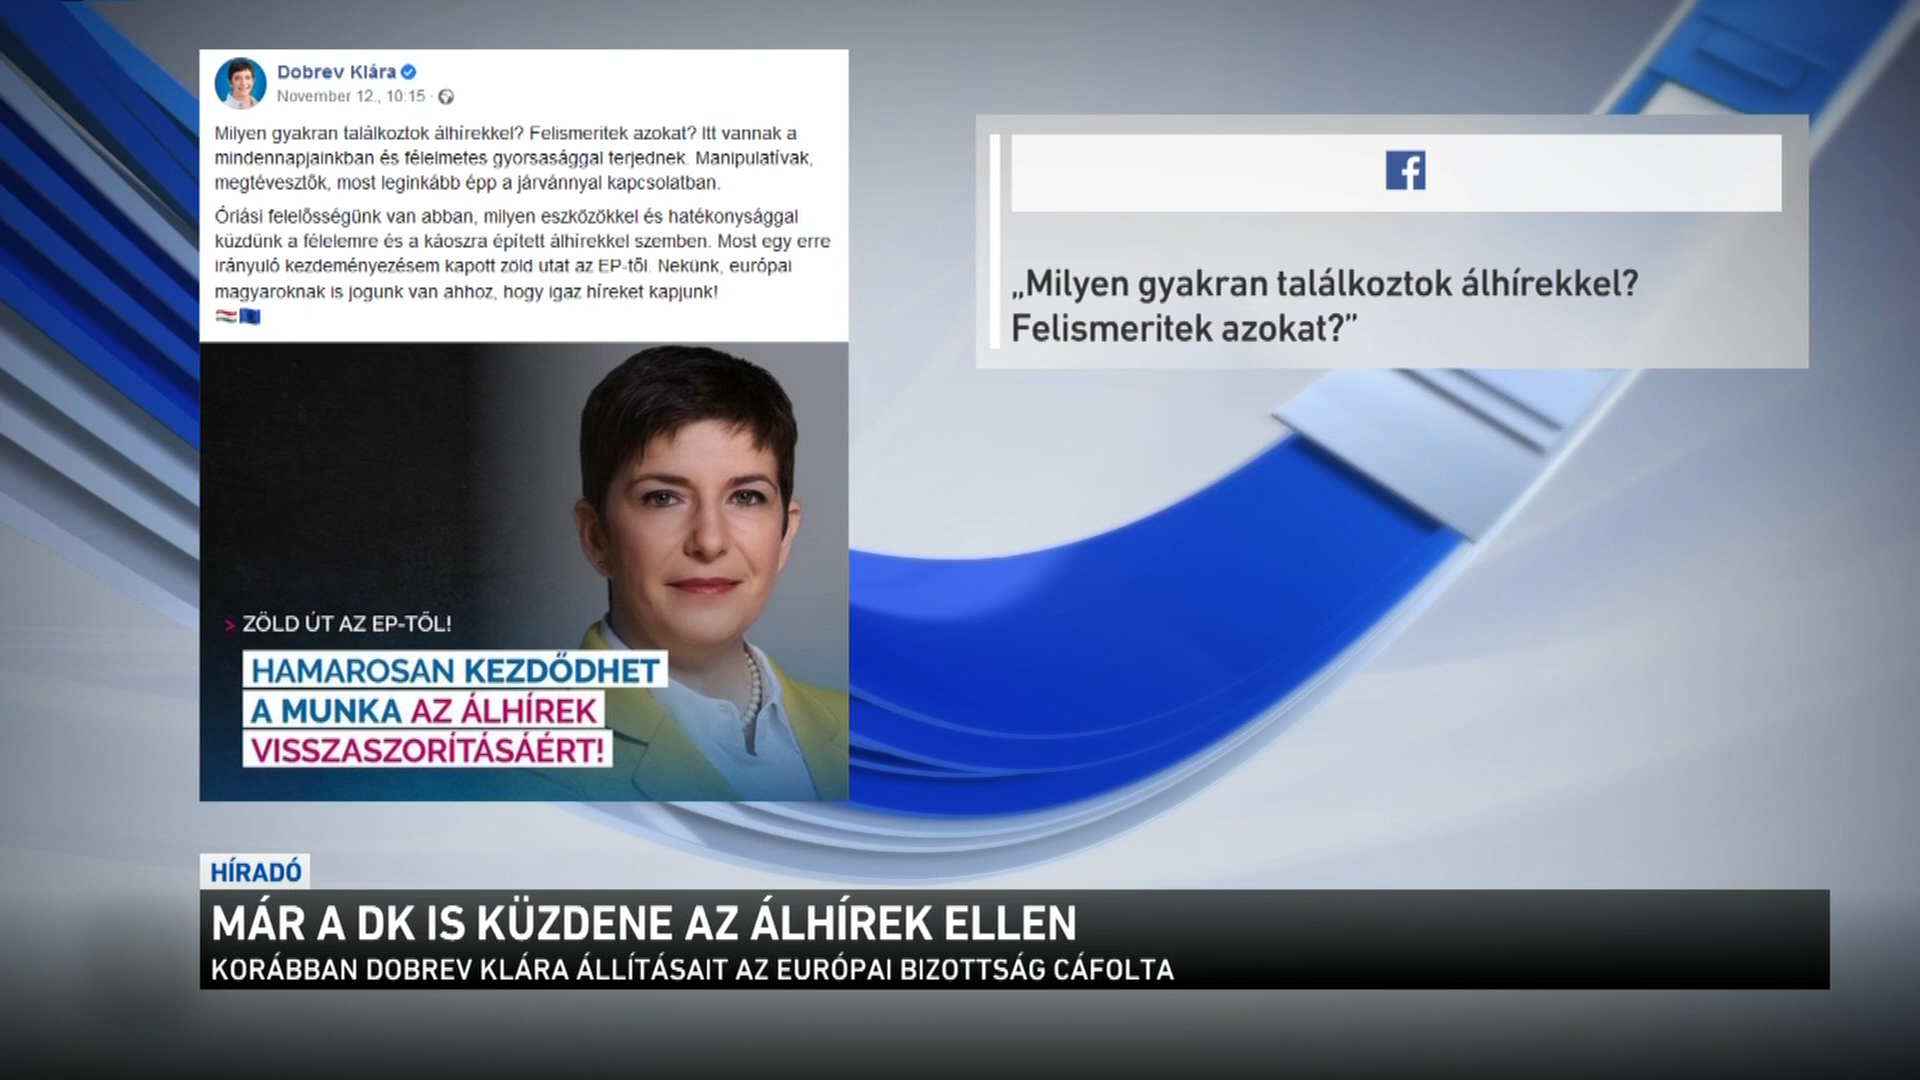 Dobrev Klára
November 12., 10:15 ·
Milyen gyakran találkoztok álhírekkel? Felismeritek azokat? Itt vannak a
mindennapjainkban és félelmetes gyorsasággal terjednek. Manipulatívak,
megtévesztők, most leginkább épp a járvánnyal kapcsolatban.
Óriási felelősségünk van abban, milyen eszközökkel és hatékonysággal
küzdünk a félelemre és a káoszra épített álhírekkel szemben. Most egy erre
irányuló kezdeményezésem kapott zöld utat az EP-től. Nekünk, európai
magyaroknak is jogunk van ahhoz, hogy igaz híreket kapjunk!
> ZÖLD ÚT AZ EP-TŐL!
HAMAROSAN KEZDŐDHET
A MUNKA AZ ÁLHÍREK
VISSZASZORÍTÁSÁÉRT!
„Milyen gyakran találkoztok álhírekkel?
Felismeritek azokat?”
HÍRADÓ
MÁR A DK IS KÜZDENE AZ ÁLHÍREK ELLEN
KORÁBBAN DOBREV KLÁRA ÁLLÍTÁSAIT AZ EURÓPAI BIZOTTSÁG CÁFOLTA